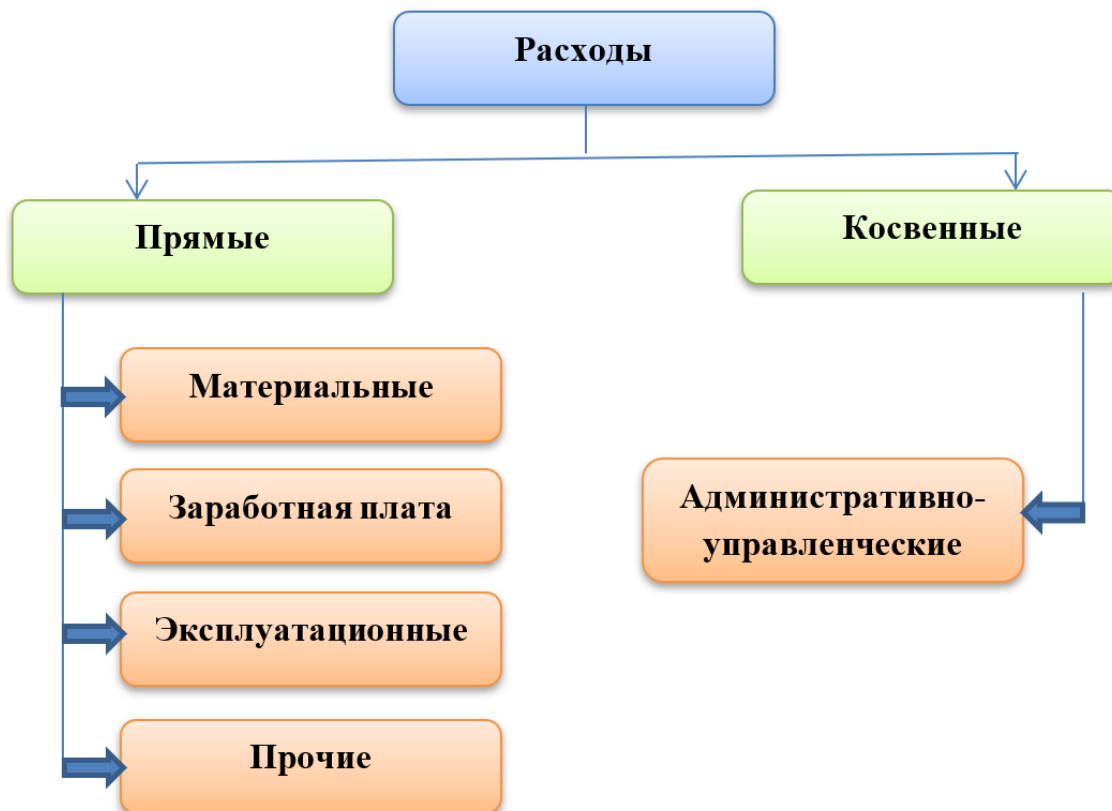 Расходы
Прямые
Косвенные
Материальные
Заработная плата
Эксплуатационные
Прочие
Административно-
управленческие